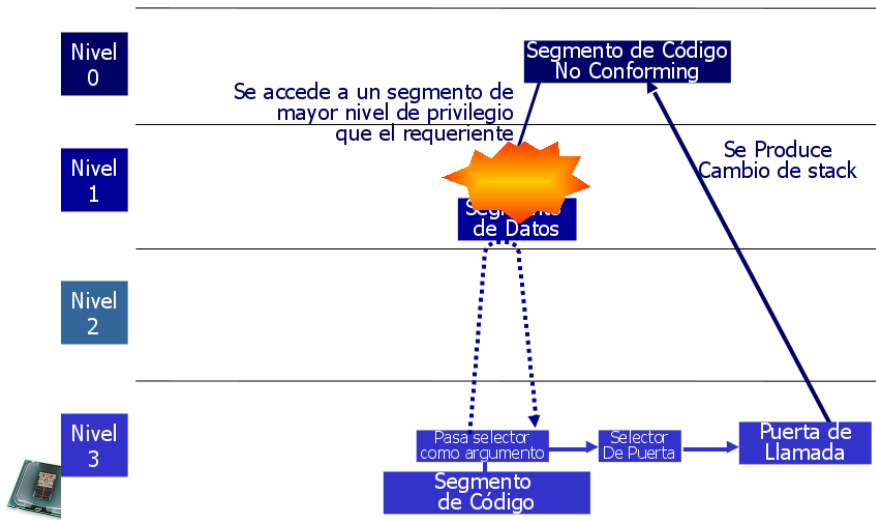 Nivel
0
Segmento de Código
No Conforming
Se accede a un segmento de
mayor nivel de privilegio
que el requeriente
Nivel
1
Se Produce
Cambio de stack
Segmento
de Datos
Nivel
2
Nivel
3
Pasa selector
como argumento
Selector
De Puerta
Puerta de
Llamada
Segmento
de Código